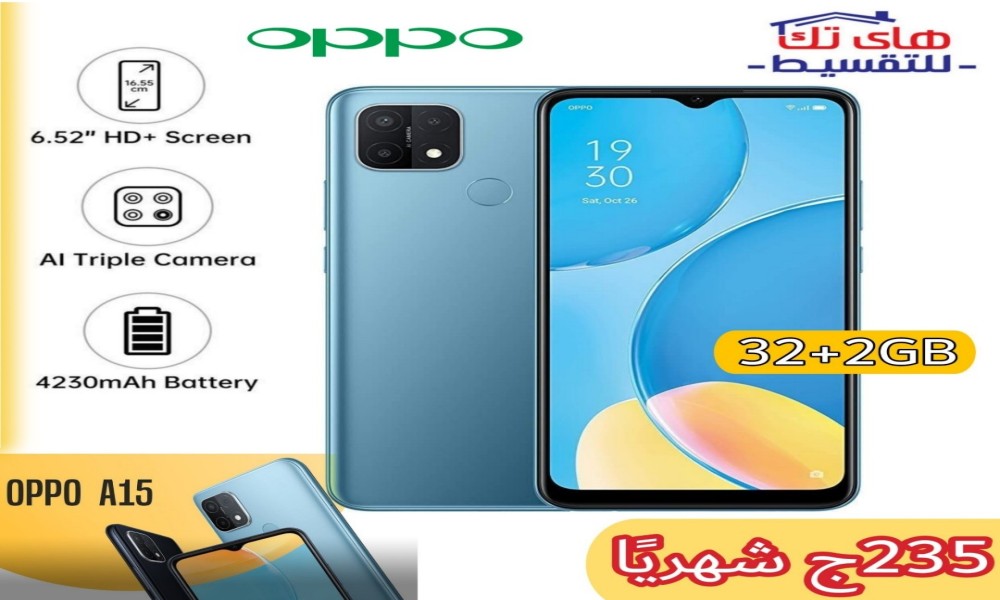 oppo
هاى تك
-للتقسيط-
16.55
cm
6.52" HD+ Screen
AI Triple Camera
4230mAh Battery
OPPO
19
30
Sat, Oct 26
32+2GB
OPPO A15
235ج شهريًا